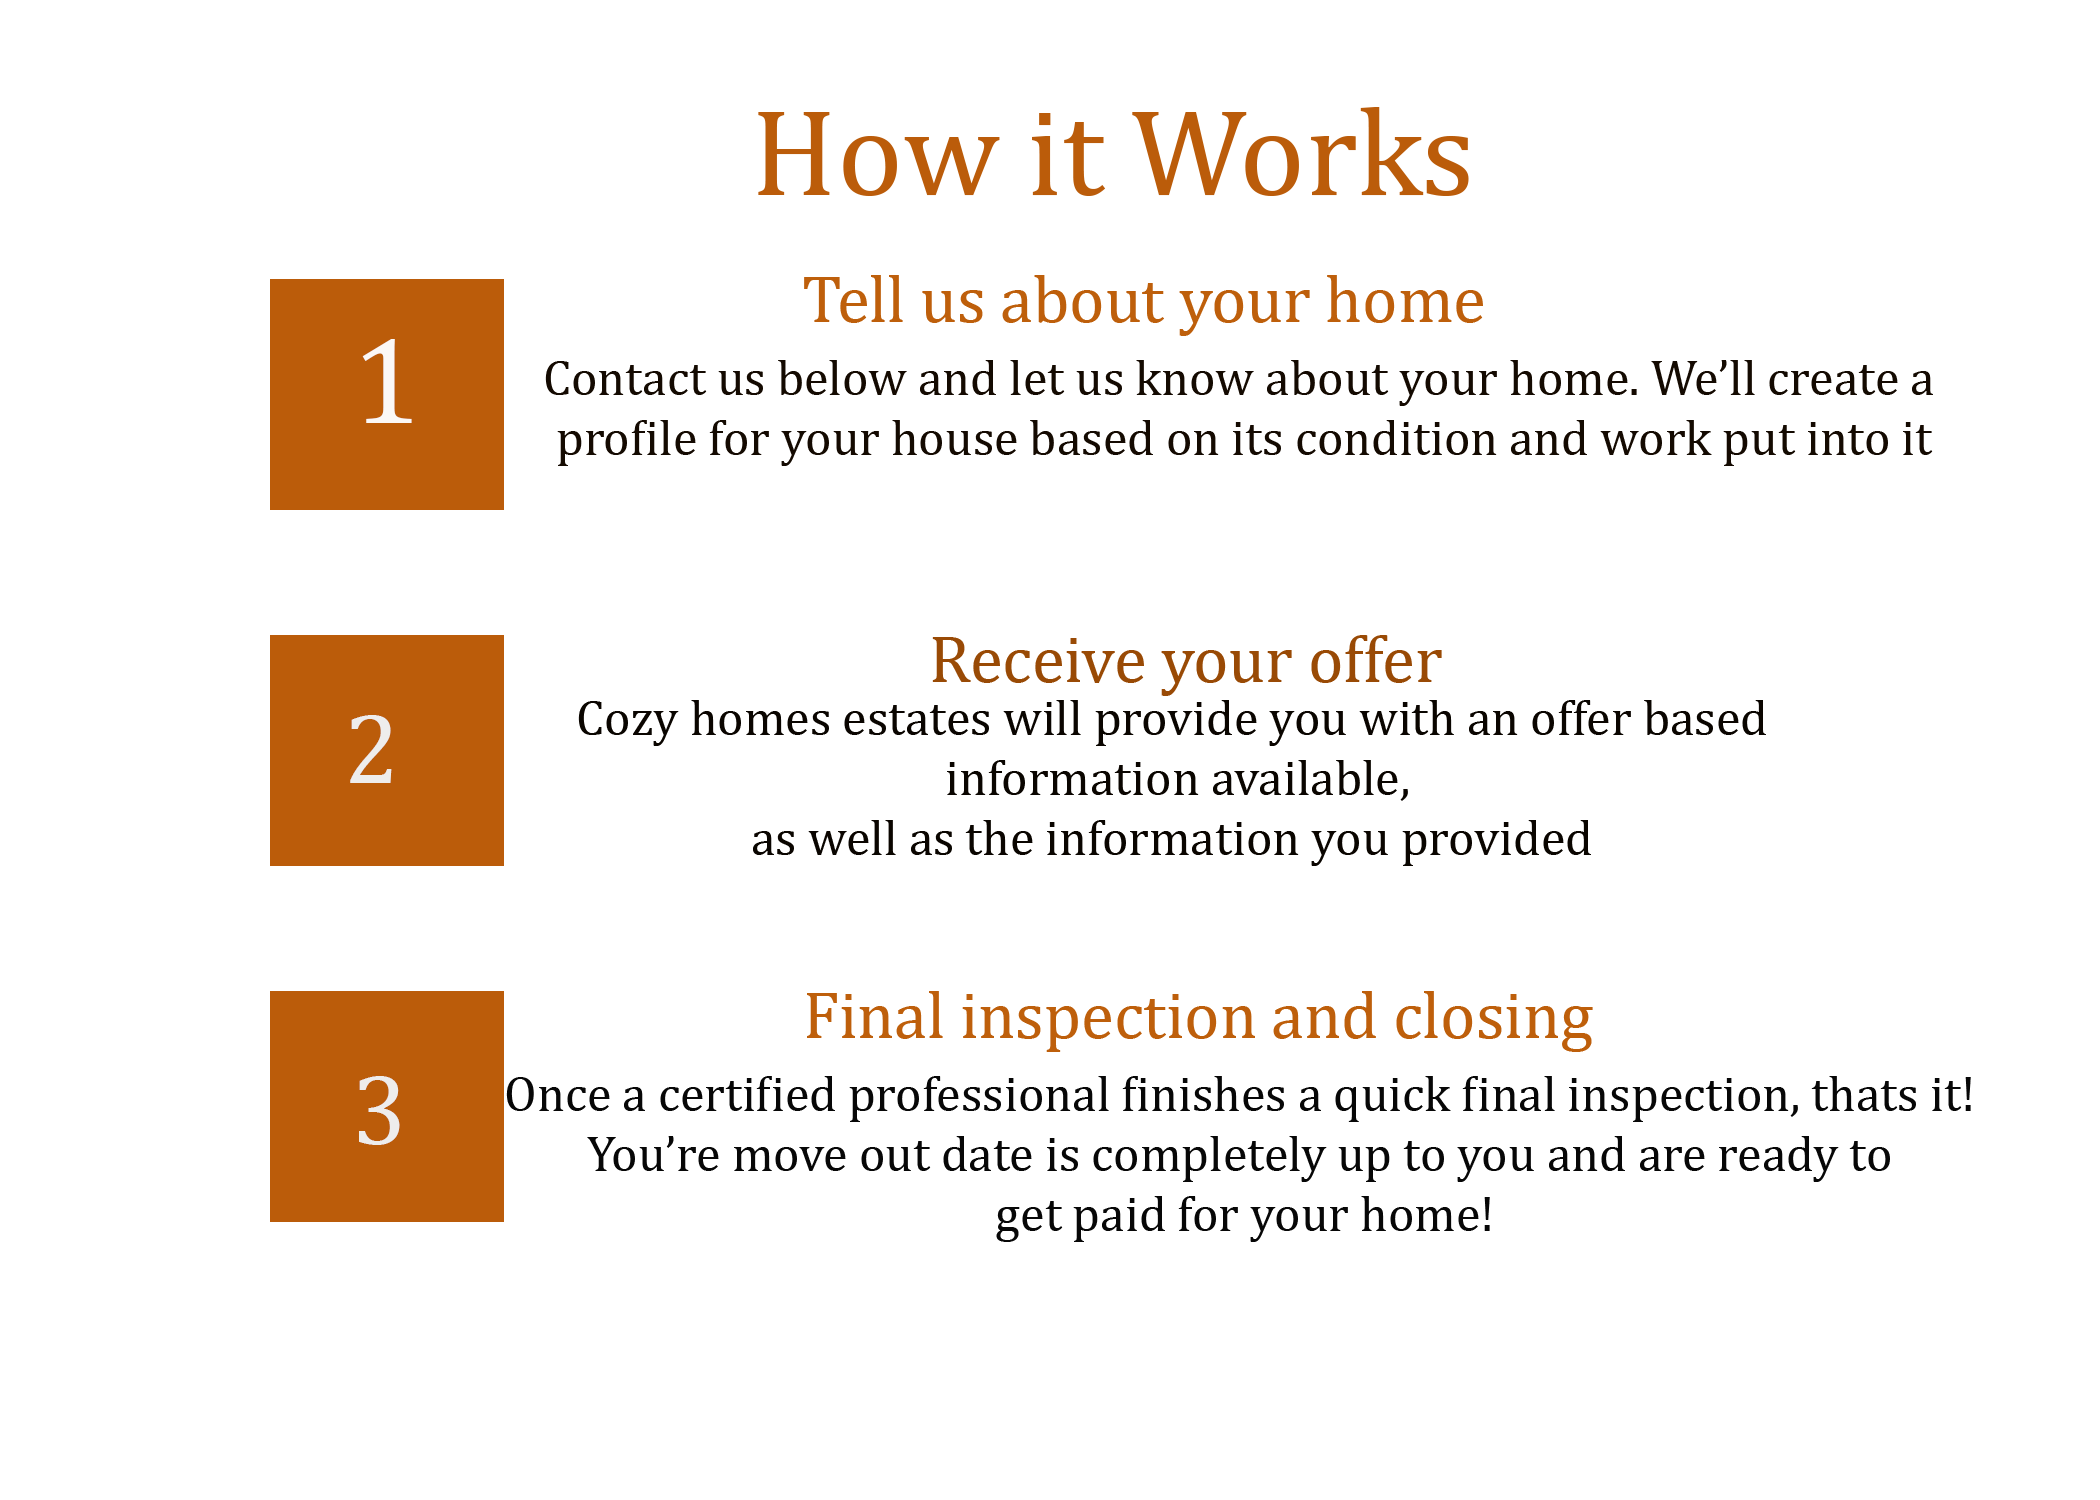 How it Works
1
Tell us about your home
Contact us below and let us know about your home. We’ll create a
profile for your house based on its condition and work put into it
2
Receive your offer
Cozy homes estates will provide you with an offer based
information available,
as well as the information you provided
3
Final inspection and closing
Once a certified professional finishes a quick final inspection, thats it!
You’re move out date is completely up to you and are ready to
get paid for your home!